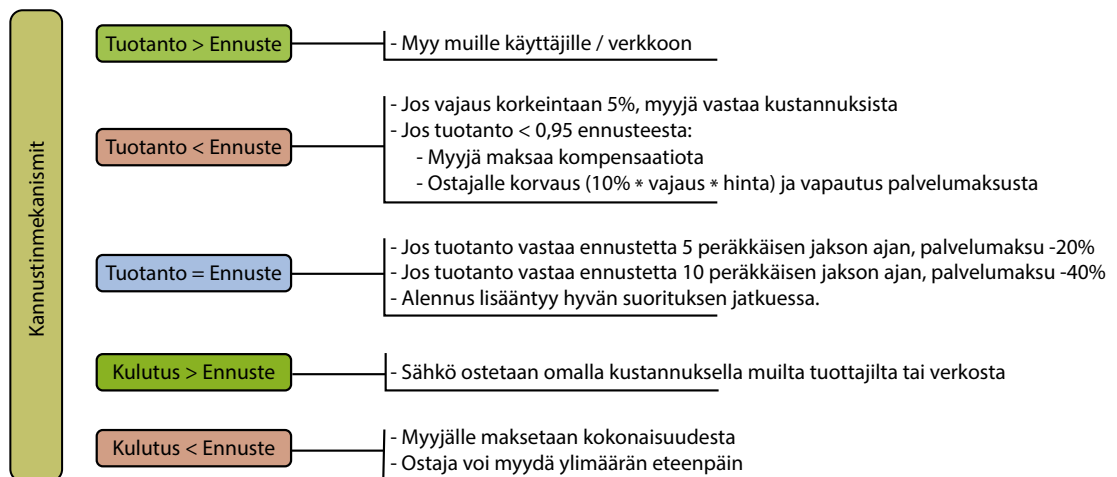 Kannustinmekanismit
Tuotanto > Ennuste
- Myy muille käyttäjille / verkkoon
Tuotanto < Ennuste
- Jos vajaus korkeintaan 5%, myyjä vastaa kustannuksista
- Jos tuotanto < 0,95 ennusteesta:
- Myyjä maksaa kompensaatiota
- Ostajalle korvaus (10% * vajaus * hinta) ja vapautus palvelumaksusta
Tuotanto = Ennuste
- Jos tuotanto vastaa ennustetta 5 peräkkäisen jakson ajan, palvelumaksu -20%
- Jos tuotanto vastaa ennustetta 10 peräkkäisen jakson ajan, palvelumaksu -40%
- Alennus lisääntyy hyvän suorituksen jatkuessa.
Kulutus > Ennuste
- Sähkö ostetaan omalla kustannuksella muilta tuottajilta tai verkosta
Kulutus < Ennuste
- Myyjälle maksetaan kokonaisuudesta
- Ostaja voi myydä ylimäärän eteenpäin